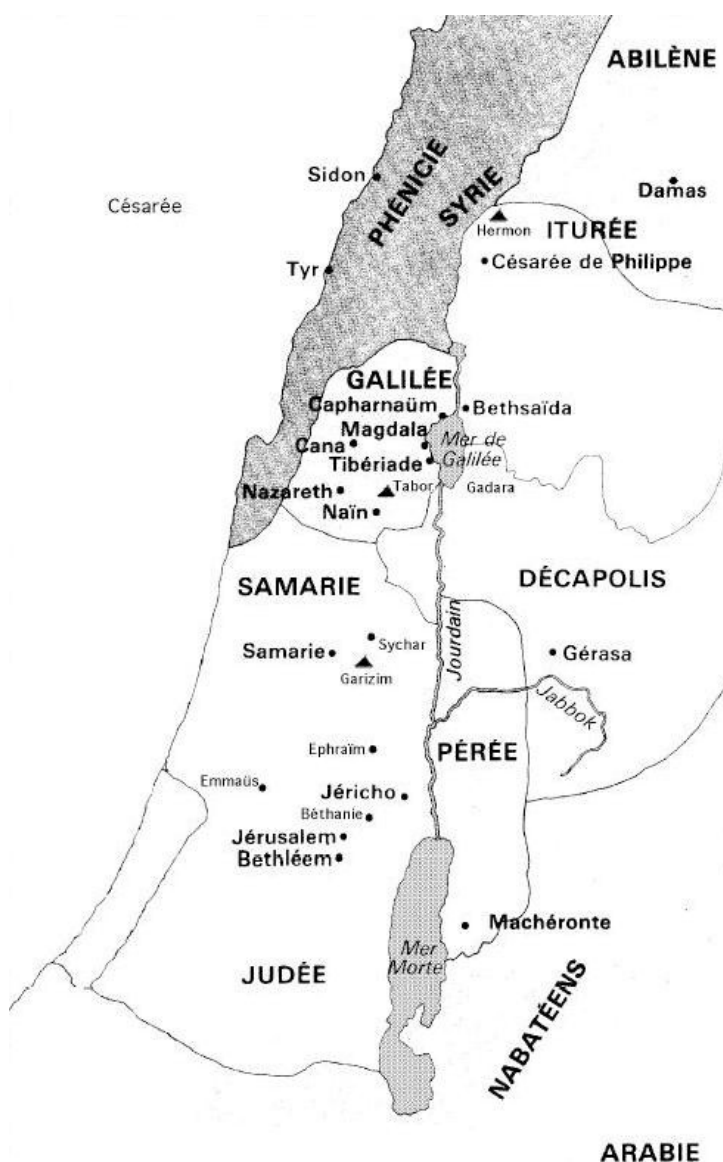 ABILÈNE
PHÉNICIE
SYRIE
Sidon
Damas
Césarée
Hermon
ITURÉE
Césarée de Philippe
Tyr
GALILÉE
Capharnaüm
Bethsaïda
Magdala
Mer de
Galilée
Cana
Tibériade
Nazareth
Tabor
Gadara
Naïn
SAMARIE
DÉCAPOLIS
Jourdain
Sychar
Samarie
Gérasa
Garizim
Jabbok
Ephraïm
PÉRÉE
Emmaüs
Jéricho
Béthanie
Jérusalem
Bethléem
Machéronte
Mer
Morte
JUDÉE
NABATÉENS
ARABIE